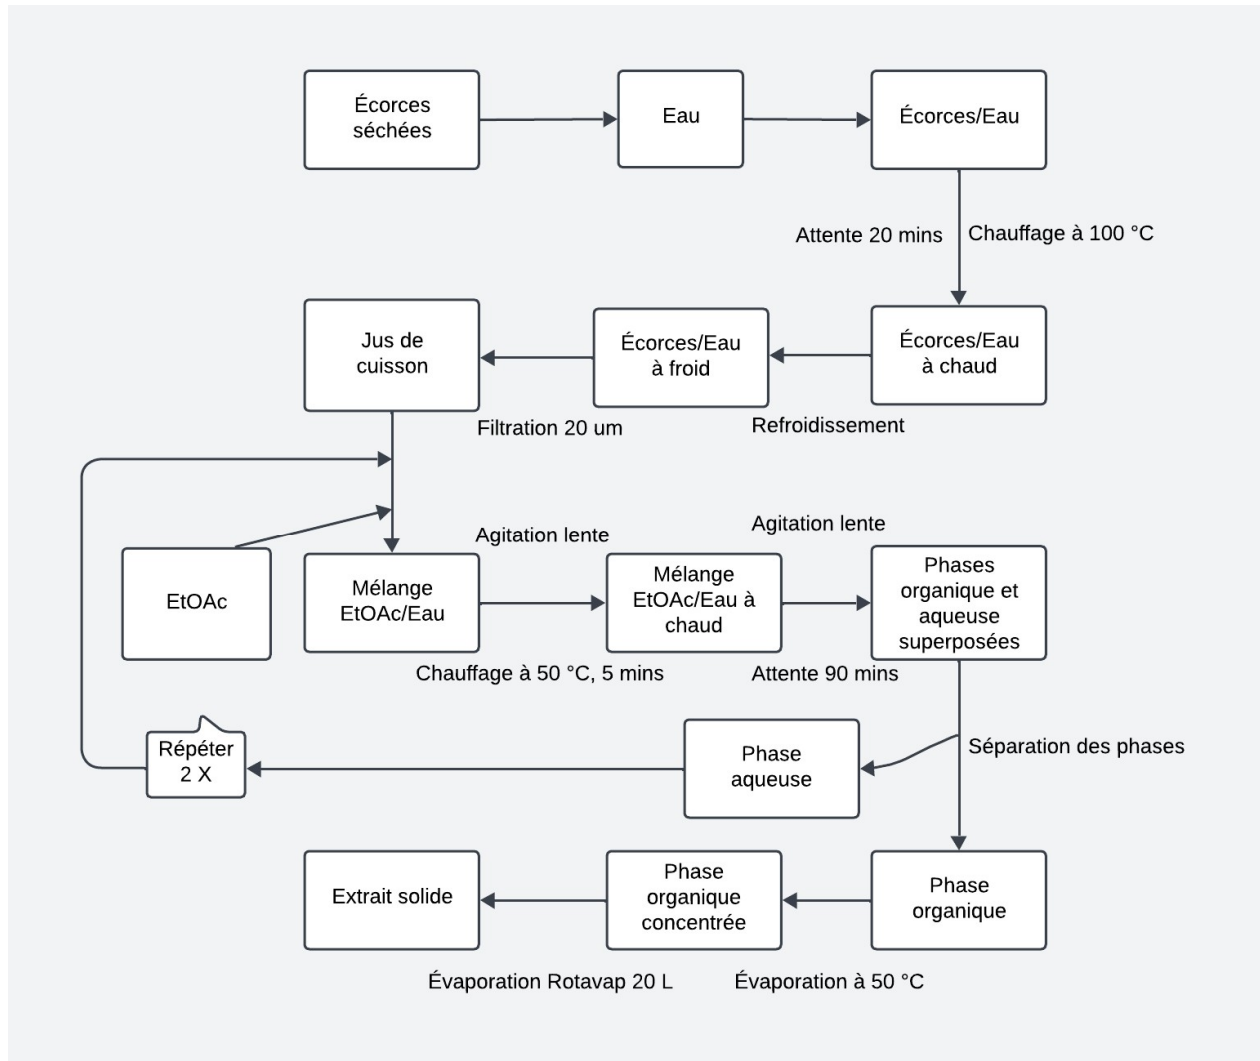 Écorces
séchées
Eau
Écorces/Eau
Attente 20 mins
Chauffage à 100 °C
Jus de
cuisson
Écorces/Eau
à froid
Écorces/Eau
à chaud
Filtration 20 um
Refroidissement
Agitation lente
Agitation lente
EtOAc
Mélange
EtOAc/Eau
Mélange
EtOAc/Eau à
chaud
Phases
organique et
aqueuse
superposées
Chauffage à 50 °C, 5 mins
Attente 90 mins
Répéter
2 X
Phase
aqueuse
Séparation des phases
Extrait solide
Phase
organique
concentrée
Phase
organique
Évaporation Rotavap 20 L
Évaporation à 50 °C